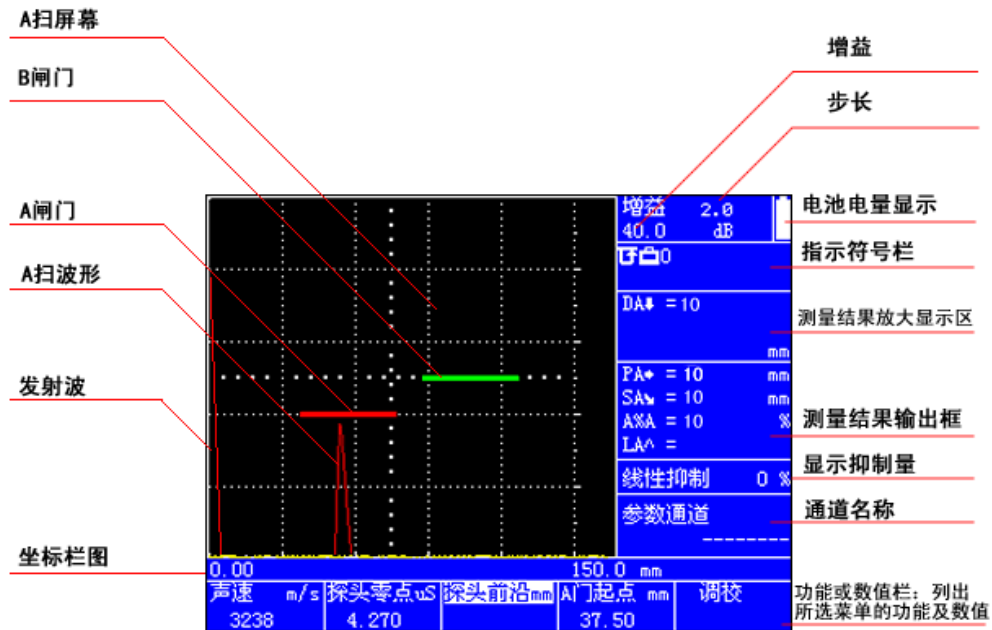 A扫屏幕
B闸门
A闸门
A扫波形
发射波
坐标栏图
增益
步长
电池电量显示
指示符号栏
测量结果放大显示区
测量结果输出框
显示抑制量
通道名称
功能或数值栏：列出
所选菜单的功能及数值
增益 2.0
40.0 dB
0
DA⬇ =10
mm
PA = 10 mm
SA = 10 mm
A%A = 10 %
LA^ =
线性抑制 0 %
参数通道
--------
0.00 150.0 mm
声速 m/s 探头零点uS 探头前沿mm A门起点 mm 调校
3238 4.270 37.50